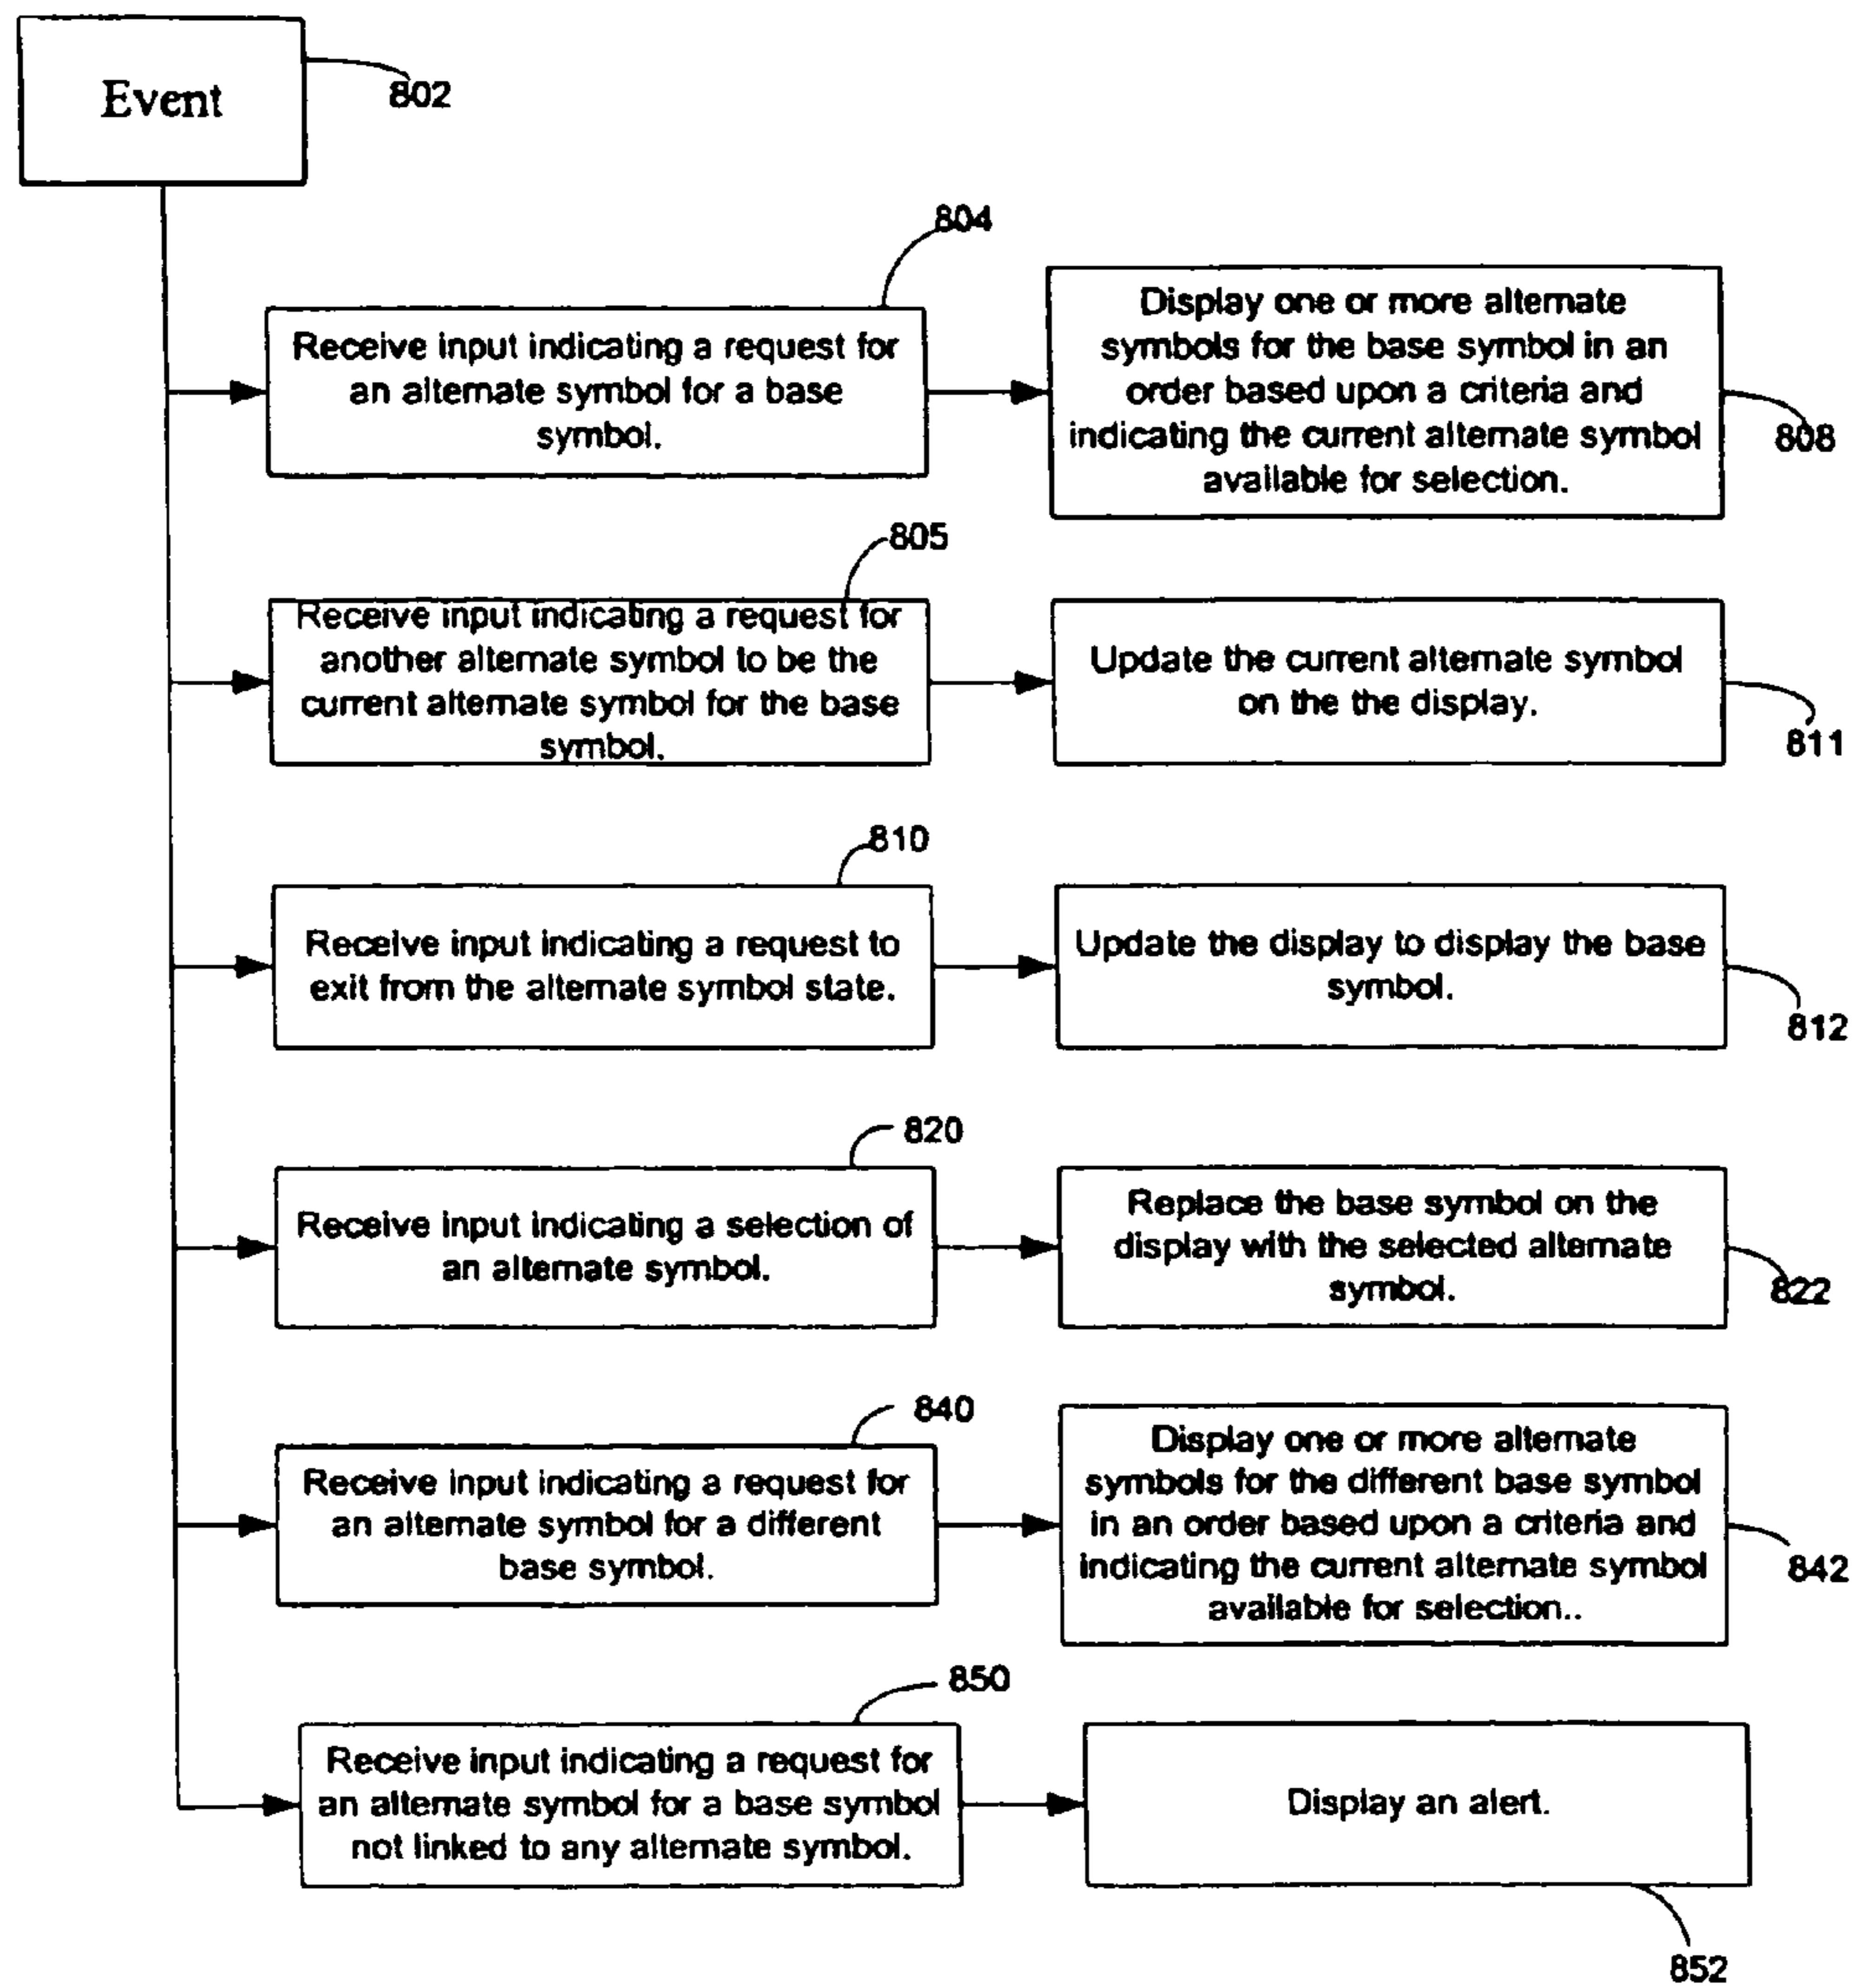 Event
802
804
Receive input indicating a request for
an alternate symbol for a base
symbol.
Display one or more alternate
symbols for the base symbol in an
order based upon a criteria and
indicating the current alternate symbol
available for selection.
808
805
Receive input indicating a request for
another alternate symbol to be the
current alternate symbol for the base
symbol.
Update the current alternate symbol
on the the display.
811
810
Receive input indicating a request to
exit from the alternate symbol state.
Update the display to display the base
symbol.
812
820
Receive input indicating a selection of
an alternate symbol.
Replace the base symbol on the
display with the selected alternate
symbol.
822
840
Receive input indicating a request for
an alternate symbol for a different
base symbol.
Display one or more alternate
symbols for the different base symbol
in an order based upon a criteria and
indicating the current alternate symbol
available for selection..
842
850
Receive input indicating a request for
an alternate symbol for a base symbol
not linked to any alternate symbol.
Display an alert.
852